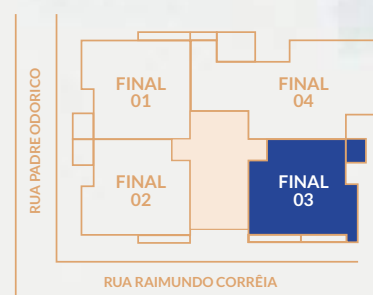 FINAL
01
FINAL
04
RUA PADRE ODORICO
FINAL
02
FINAL
03
RUA RAIMUNDO CORRÊIA